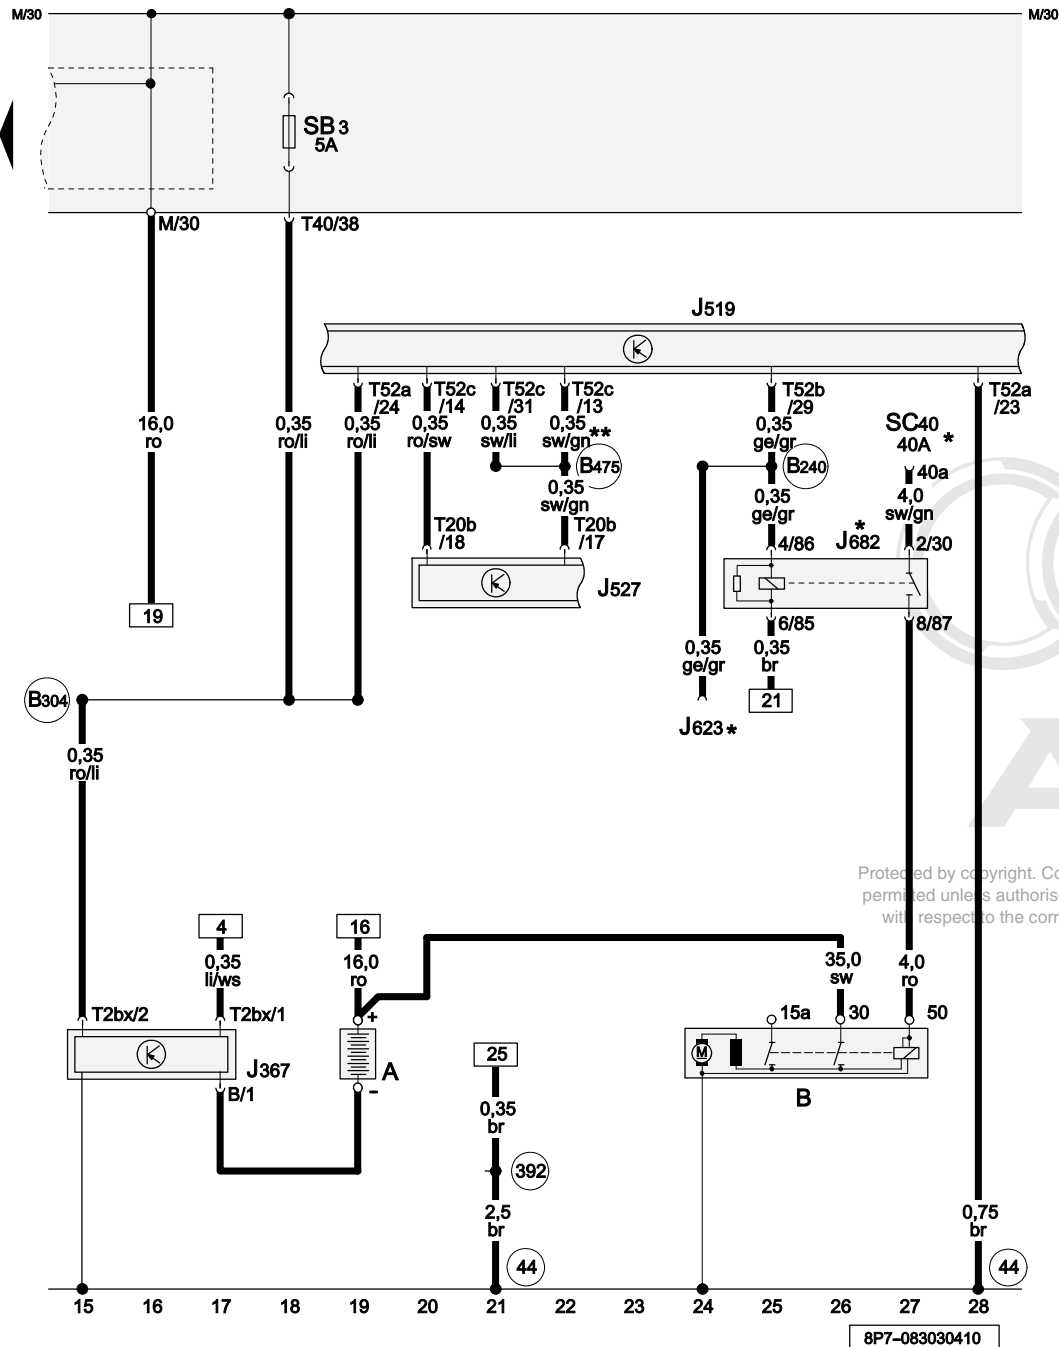 M/30
M/30
SB 3
5A
M/30
T40/38
J519
T52a
/24
T52c
/14
T52c
/31
T52c
/13
T52b
/29
T52a
/23
16,0
ro
0,35
ro/li
0,35
ro/li
0,35
ro/sw
0,35
sw/li
0,35
sw/gn**
0,35
ge/gr
SC40
40A *
B475
B240
40a
0,35
sw/gn
0,35
ge/gr
4,0
sw/gn
T20b
/18
T20b
/17
4/86
*
J682
2/30
J527
19
6/85
8/87
0,35
ge/gr
0,35
br
B304
21
J623 *
0,35
ro/li
Protected by copyright. Co
permitted unless authoris
with respect to the corr
4
16
0,35
li/ws
16,0
ro
35,0
sw
4,0
ro
T2bx/2
T2bx/1
+
15a
30
50
J367
A
25
M
B/1
-
B
0,35
br
392
2,5
br
0,75
br
44
44
15 16 17 18 19 20 21 22 23 24 25 26 27 28
8P7-083030410